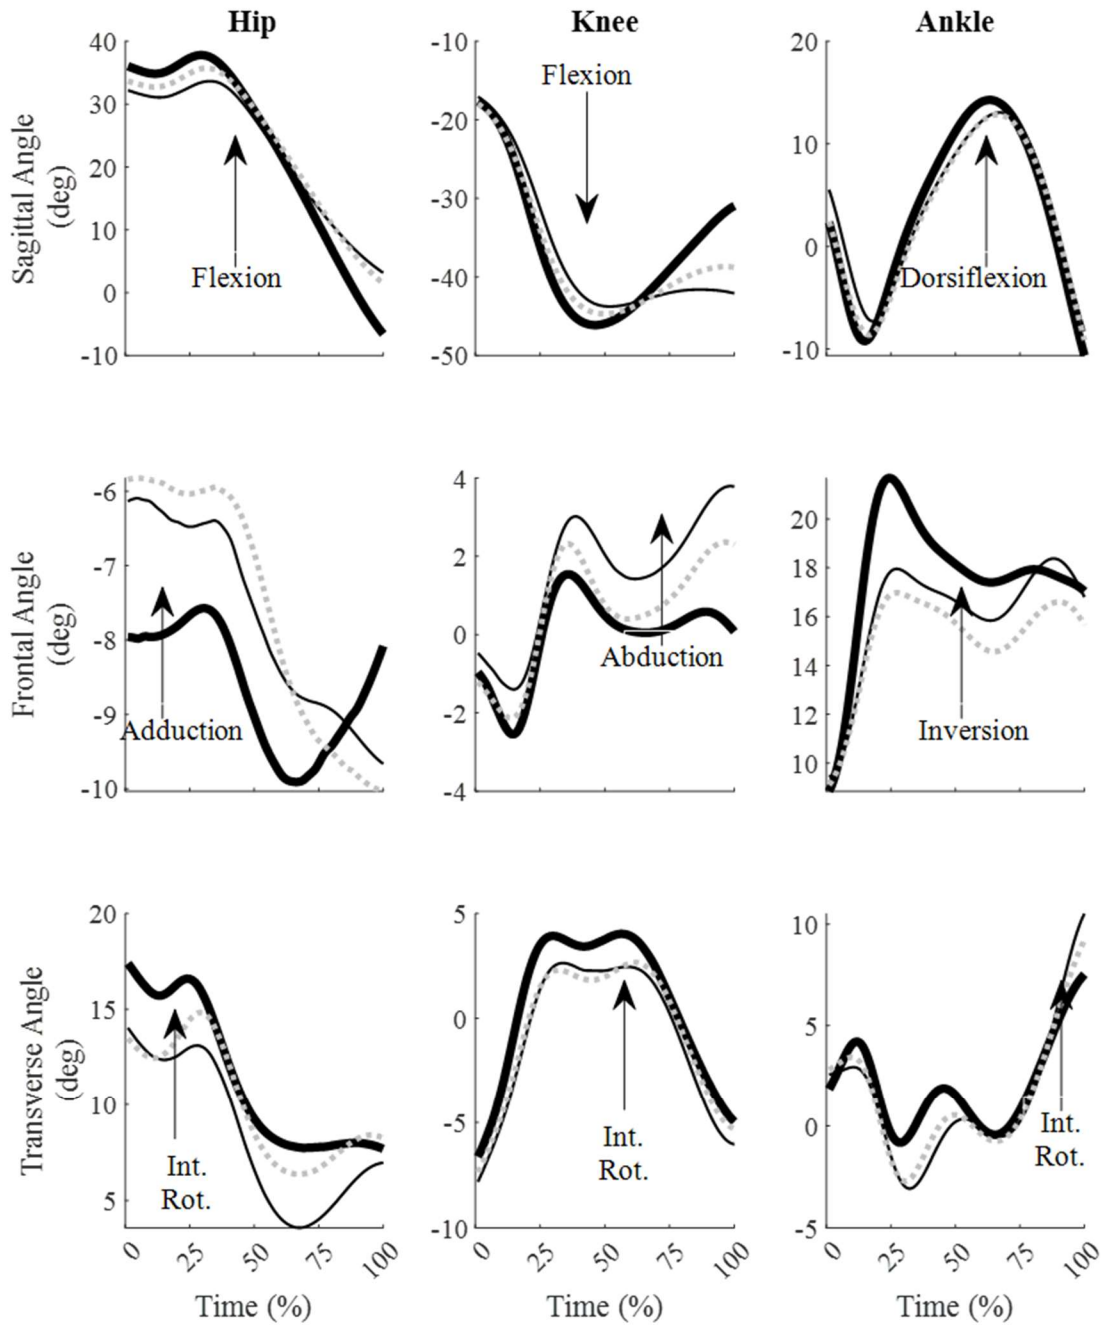 Hip Knee Ankle
Sagittal Angle
(deg)
40
30
20
10
0
-10
Flexion
-10
-20
-30
-40
-50
Flexion
20
10
0
-10
Dorsiflexion
Frontal Angle
(deg)
-6
-7
-8
-9
-10
Adduction
4
2
0
-2
-4
Abduction
20
18
16
14
12
10
Inversion
Transverse Angle
(deg)
20
15
10
5
Int.
Rot.
5
0
-5
-10
Int.
Rot.
10
5
0
-5
Int.
Rot.
0 25 50 75 100
0 25 50 75 100
0 25 50 75 100
Time (%) Time (%) Time (%)